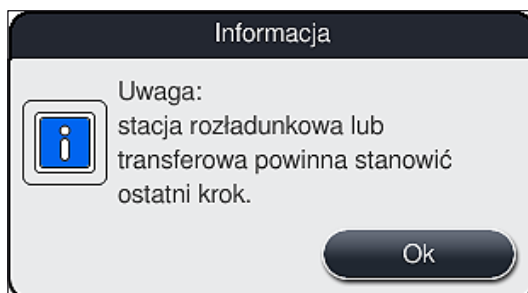 Informacja
Uwaga:
stacja rozładunkowa lub
transferowa powinna stanowić
ostatni krok.
Ok